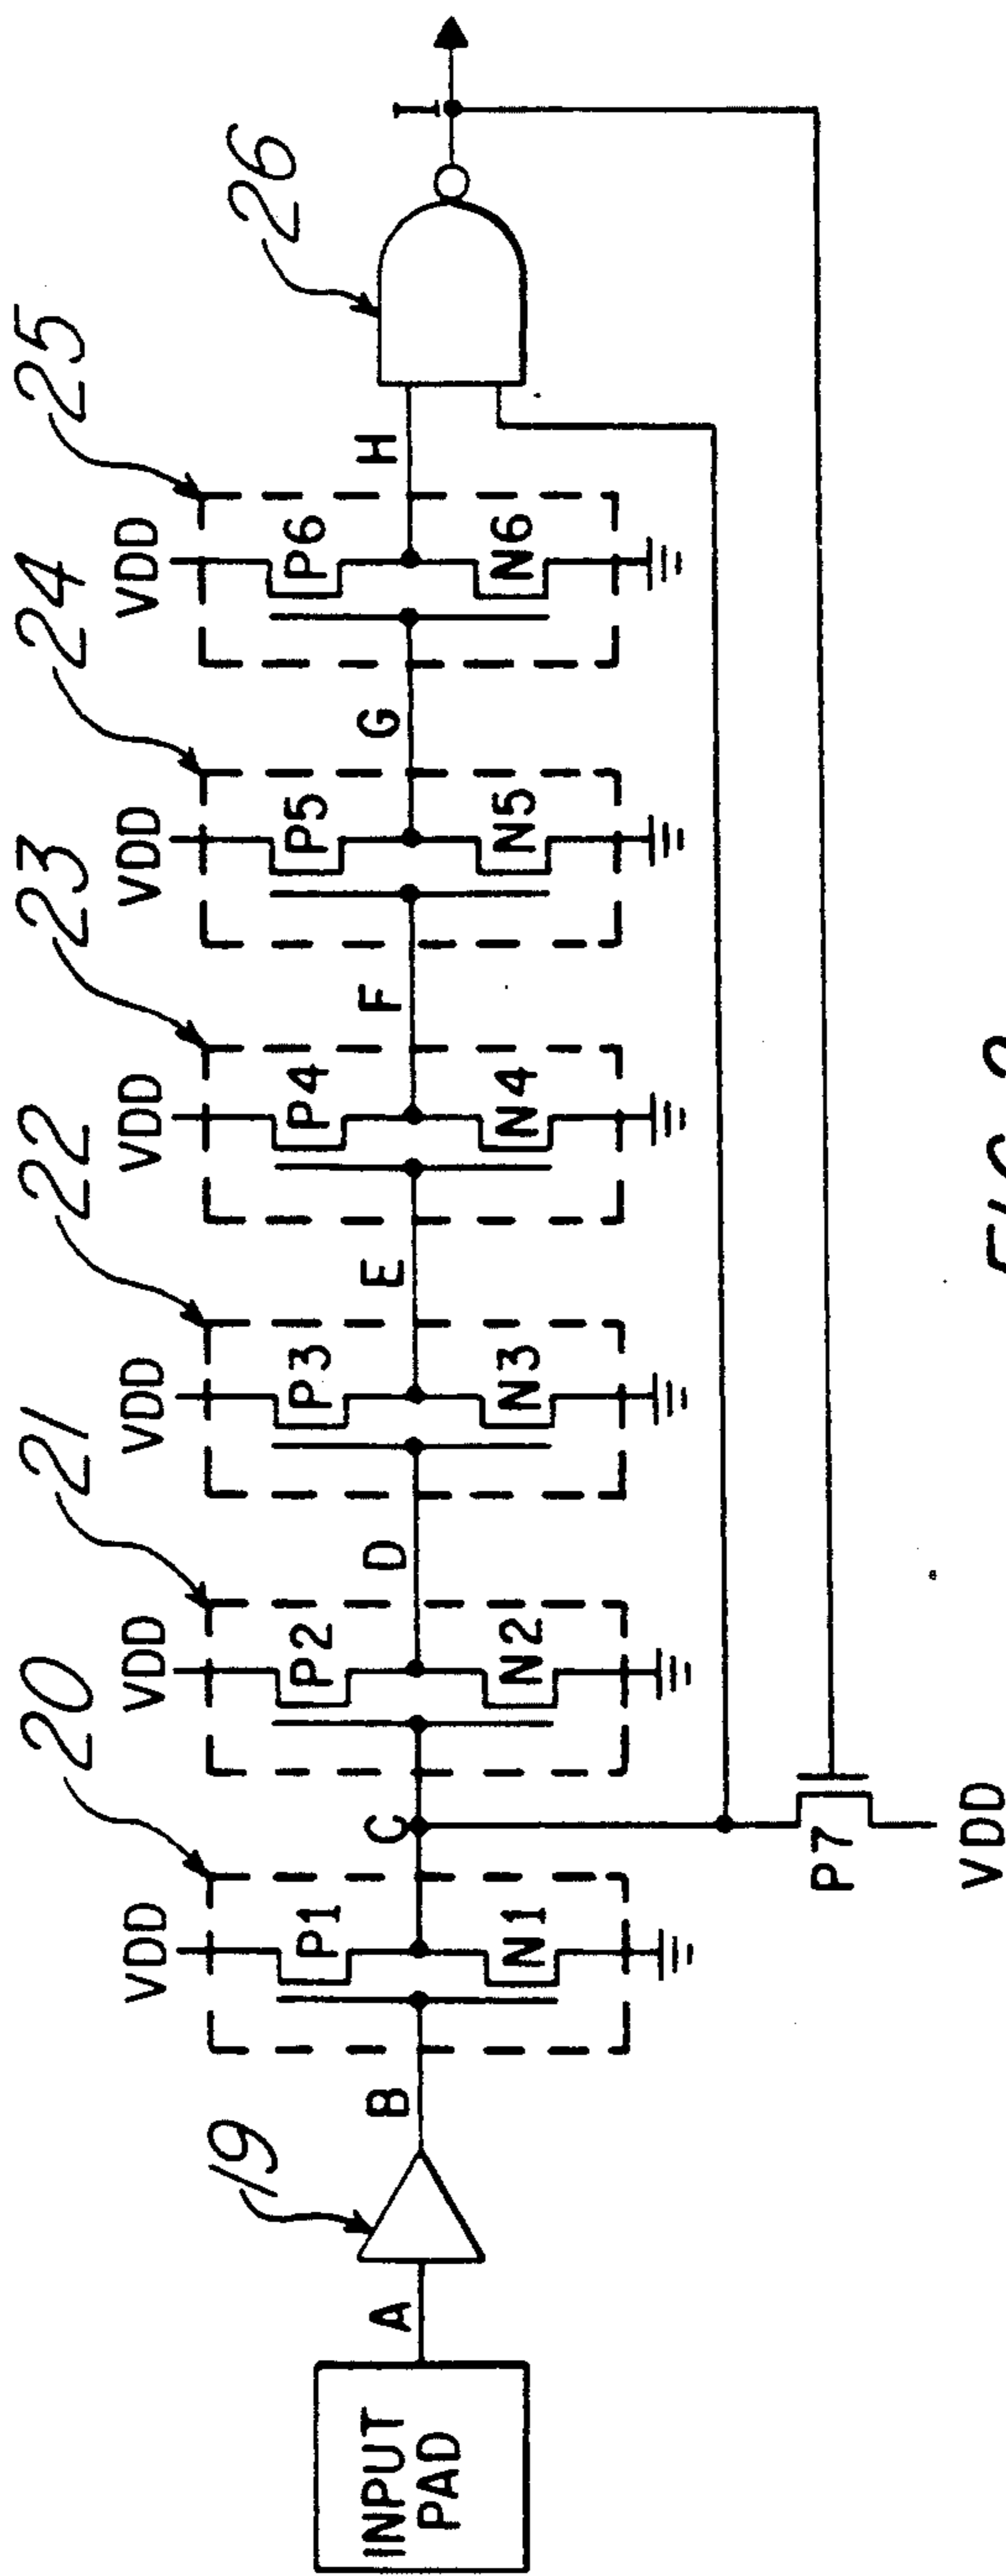 20 21 22 23 24 25
VDD VDD VDD VDD VDD VDD
26
19
P1 P2 P3 P4 P5 P6
INPUT
PAD
A B C D E F G H I
N1 N2 N3 N4 N5 N6
P7
VDD